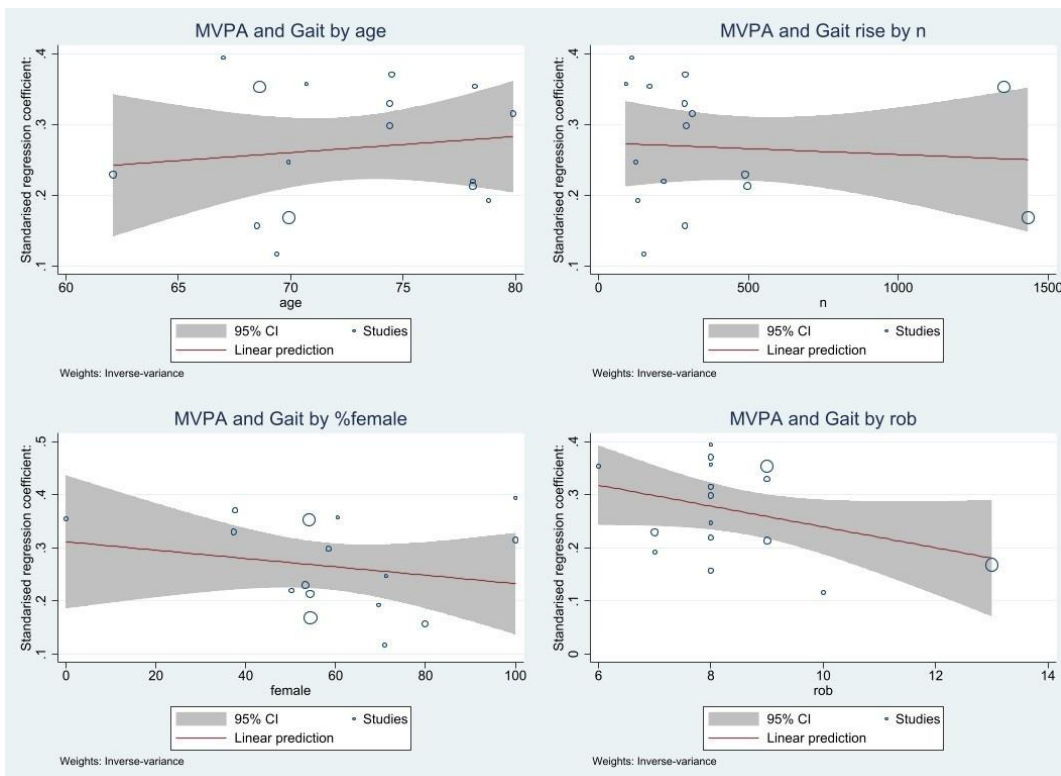 MVPA and Gait by age
Standarised regression coefficient:
.4
.3
.2
.1
60 65 70 75 80
age
95% CI Studies
Linear prediction
Weights: Inverse-variance
MVPA and Gait rise by n
Standarised regression coefficient:
.4
.3
.2
.1
0 500 1000 1500
n
95% CI Studies
Linear prediction
Weights: Inverse-variance
MVPA and Gait by %female
Standarised regression coefficient:
.5
.4
.3
.2
.1
0 20 40 60 80 100
female
95% CI Studies
Linear prediction
Weights: Inverse-variance
MVPA and Gait by rob
Standarised regression coefficient:
.4
.3
.2
.1
0
6 8 10 12 14
rob
95% CI Studies
Linear prediction
Weights: Inverse-variance